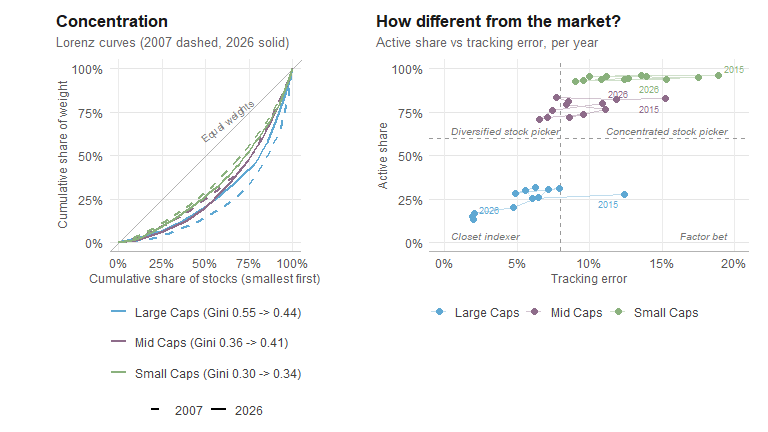 Concentration
Lorenz curves (2007 dashed, 2026 solid)
100%
75%
50%
25%
0%
Cumulative share of weight
Equal weights
0%
25%
50%
75%
100%
Cumulative share of stocks (smallest first)
Large Caps (Gini 0.55 -> 0.44)
Mid Caps (Gini 0.36 -> 0.41)
Small Caps (Gini 0.30 -> 0.34)
2007
2026
How different from the market?
Active share vs tracking error, per year
100%
75%
50%
25%
0%
Active share
2015
2026
2026
2015
Diversified stock picker
Concentrated stock picker
2026
2015
Closet indexer
Factor bet
0%
5%
10%
15%
20%
Tracking error
Large Caps
Mid Caps
Small Caps